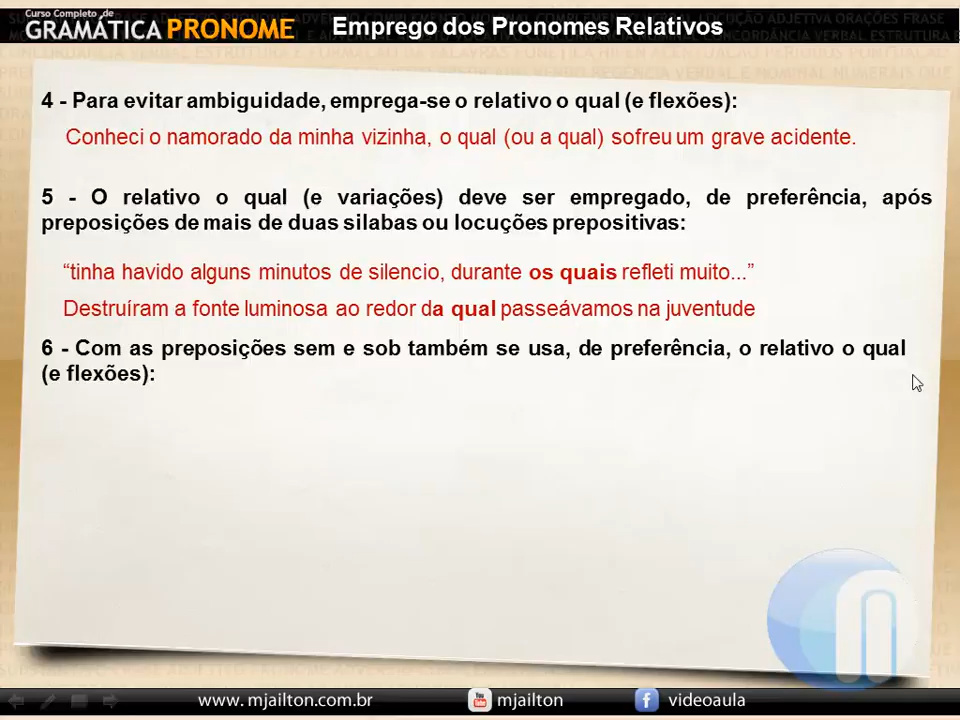 Curso Completo de
GRAMÁTICA PRONOME
Emprego dos Pronomes Relativos
4 - Para evitar ambiguidade, emprega-se o relativo o qual (e flexões):
Conheci o namorado da minha vizinha, o qual (ou a qual) sofreu um grave acidente.
5 - O relativo o qual (e variações) deve ser empregado, de preferência, após
preposições de mais de duas silabas ou locuções prepositivas:
“tinha havido alguns minutos de silencio, durante os quais refleti muito...”
Destruíram a fonte luminosa ao redor da qual passeávamos na juventude
6 - Com as preposições sem e sob também se usa, de preferência, o relativo o qual
(e flexões):
www. mjailton.com.br
You Tube
mjailton
f
videoaula